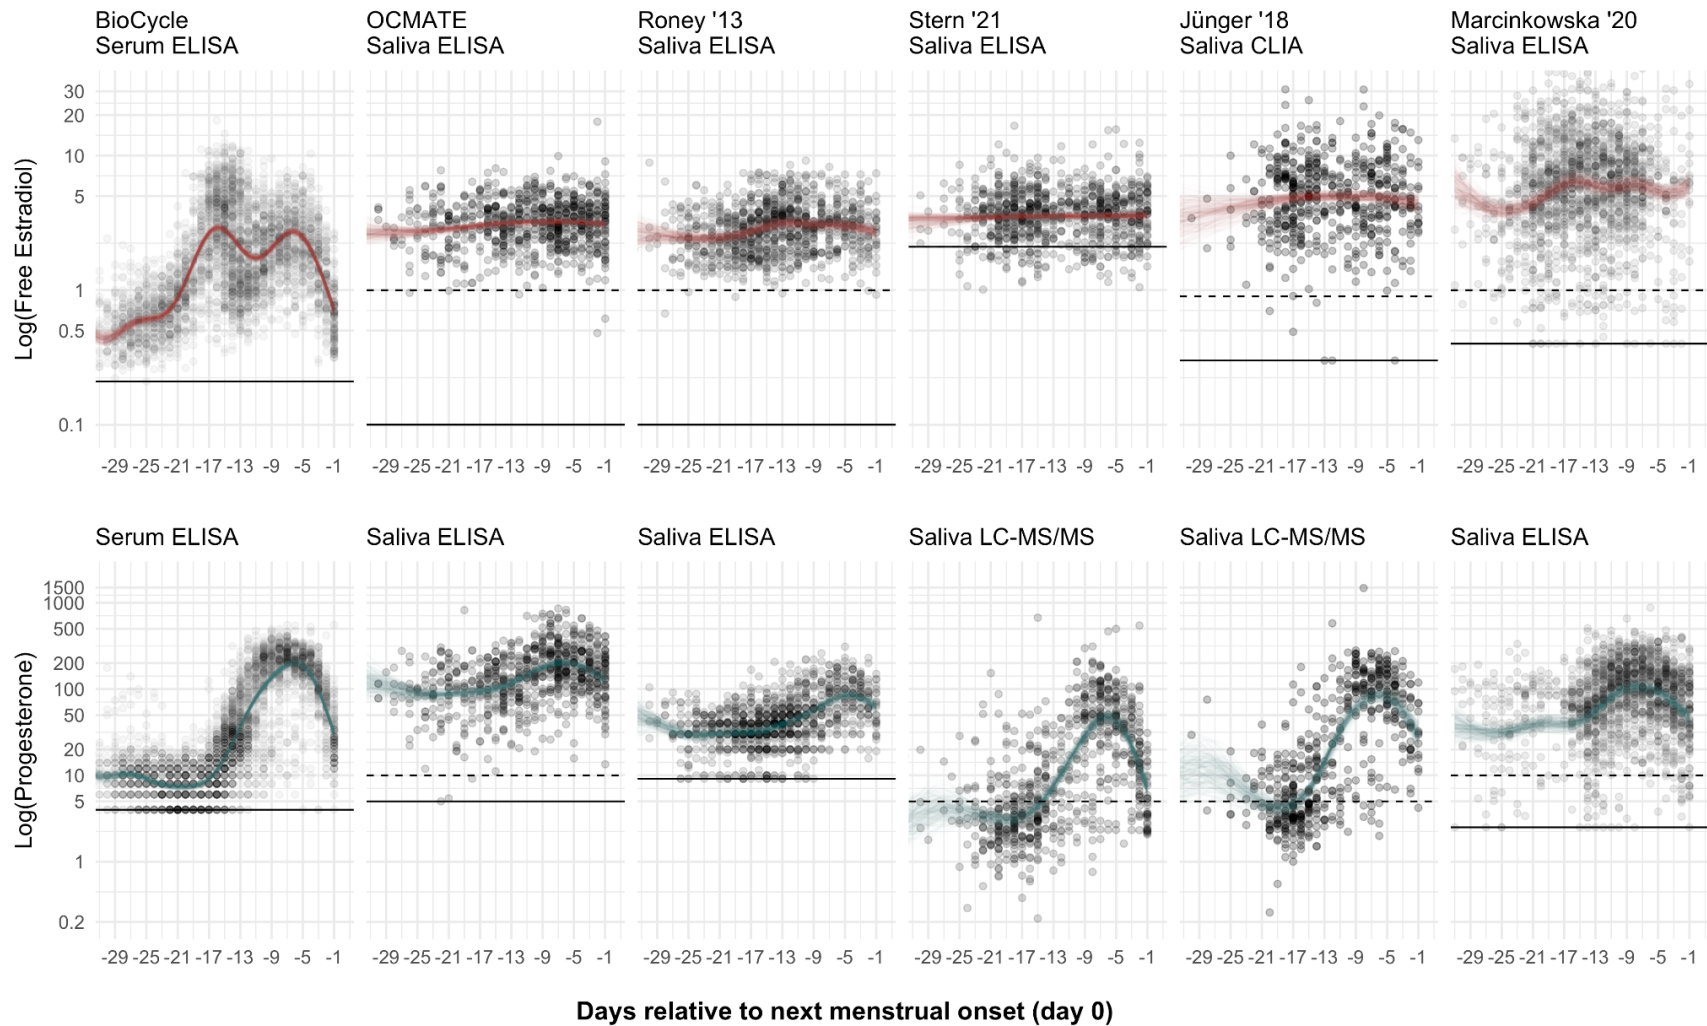 BioCycle
Serum ELISA
OCMATE
Saliva ELISA
Roney '13
Saliva ELISA
Stern '21
Saliva ELISA
Jünger '18
Saliva CLIA
Marcinkowska '20
Saliva ELISA
Log(Free Estradiol)
30
20
10
5
1
0.5
0.1
-29 -25 -21 -17 -13 -9 -5 -1
-29 -25 -21 -17 -13 -9 -5 -1
-29 -25 -21 -17 -13 -9 -5 -1
-29 -25 -21 -17 -13 -9 -5 -1
-29 -25 -21 -17 -13 -9 -5 -1
-29 -25 -21 -17 -13 -9 -5 -1
Serum ELISA
Saliva ELISA
Saliva ELISA
Saliva LC-MS/MS
Saliva LC-MS/MS
Saliva ELISA
Log(Progesterone)
1500
1000
500
200
100
50
20
10
5
1
0.2
-29 -25 -21 -17 -13 -9 -5 -1
-29 -25 -21 -17 -13 -9 -5 -1
-29 -25 -21 -17 -13 -9 -5 -1
-29 -25 -21 -17 -13 -9 -5 -1
-29 -25 -21 -17 -13 -9 -5 -1
-29 -25 -21 -17 -13 -9 -5 -1
Days relative to next menstrual onset (day 0)